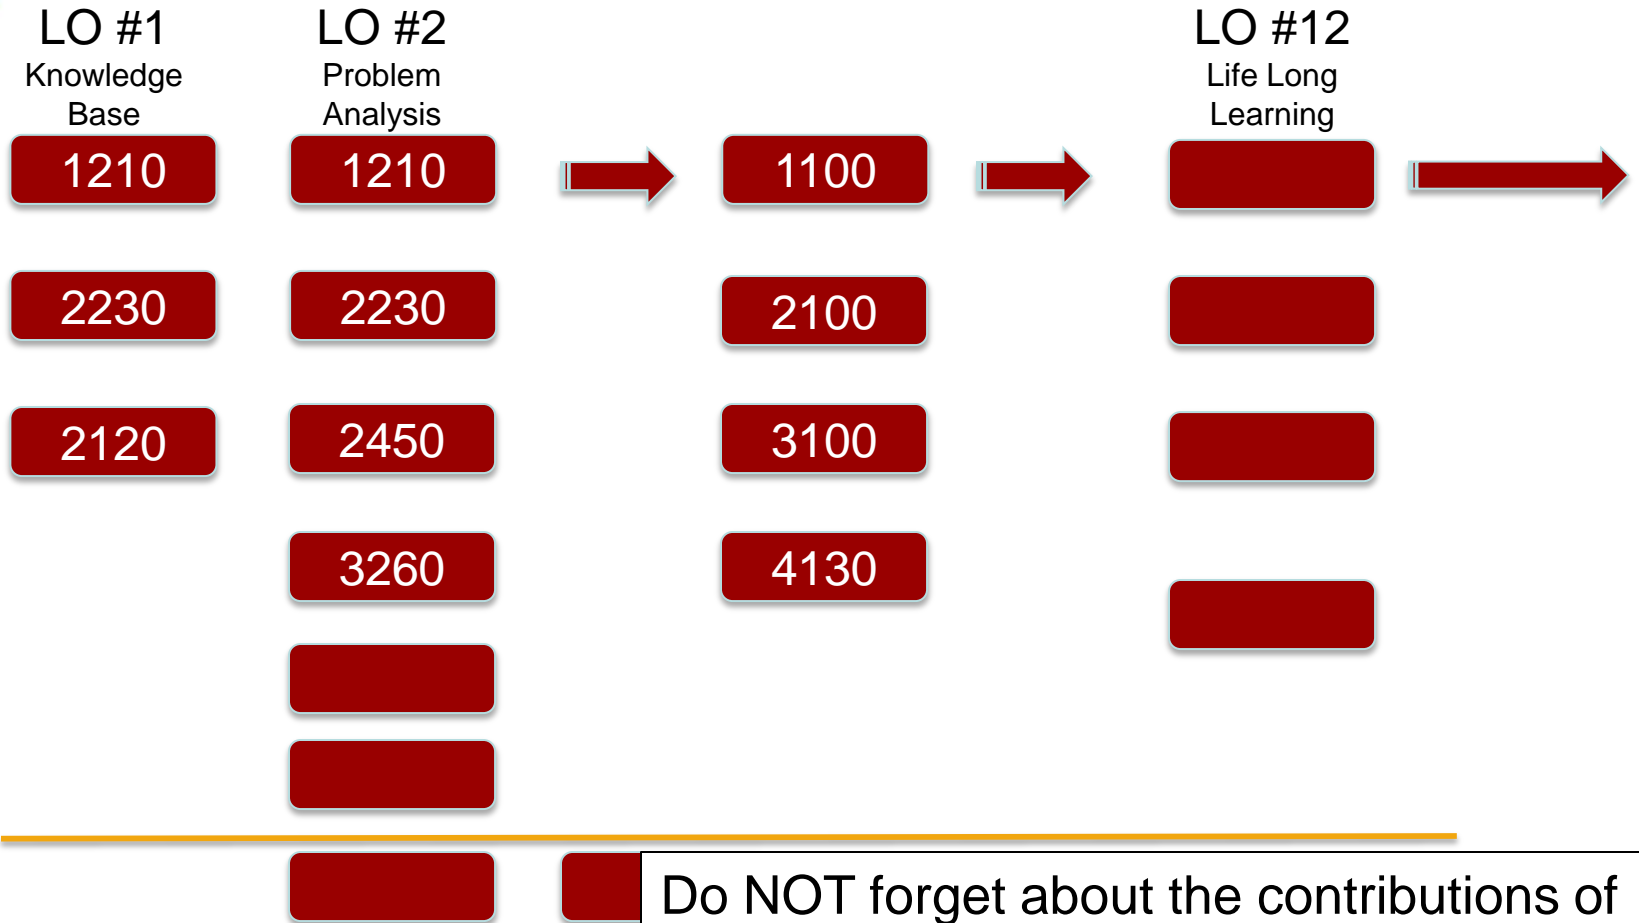 LO #1
Knowledge
Base
1210
2230
2120
LO #2
Problem
Analysis
1210
2230
2450
3260
1100
2100
3100
4130
LO #12
Life Long
Learning
Do NOT forget about the contributions of